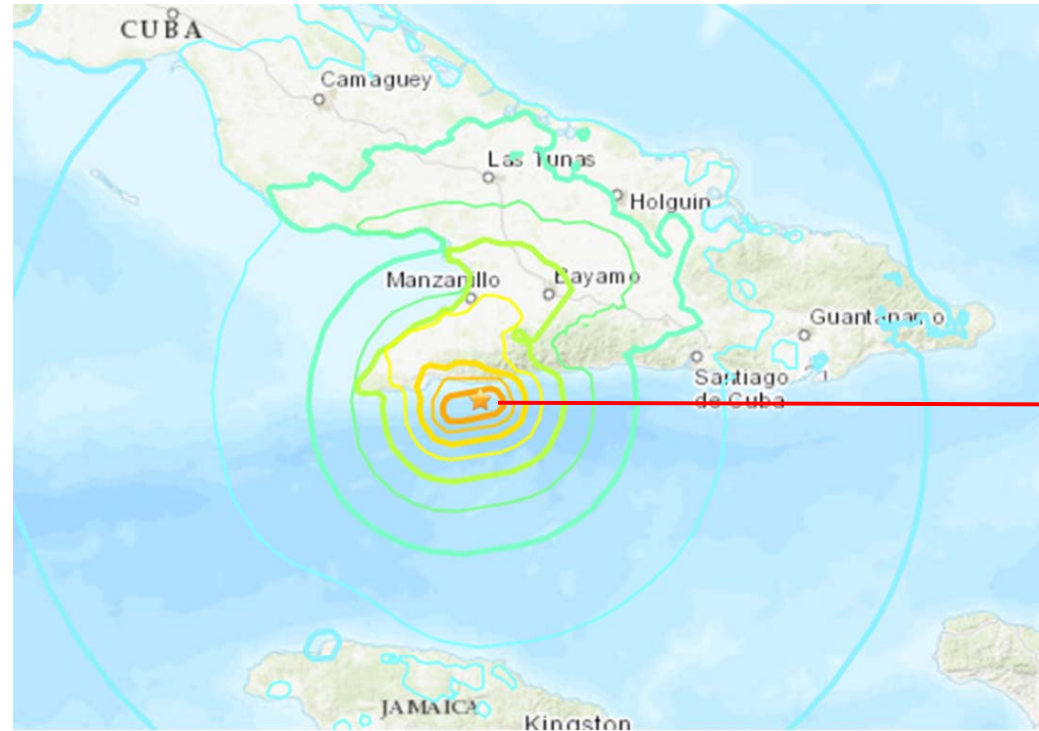 CUBA
Camaguey
Las Tunas
Holguin
Manzanillo
Bayamo
Guantanamo
Santiago
de Cuba
JAMAICA
Kingston